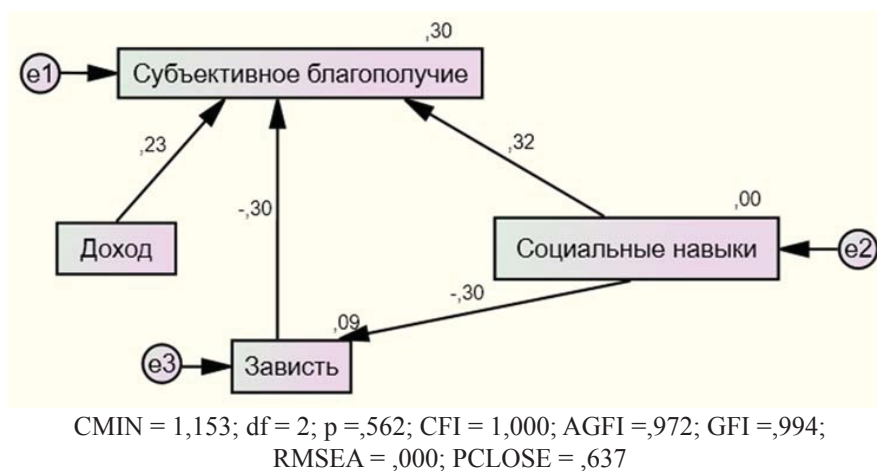 ,30
e1
Субъективное благополучие
,23
,32
-,30
,00
Доход
Социальные навыки
e2
-,30
,09
e3
Зависть
CMIN = 1,153; df = 2; p =,562; CFI = 1,000; AGFI =,972; GFI =,994;
RMSEA = ,000; PCLOSE = ,637